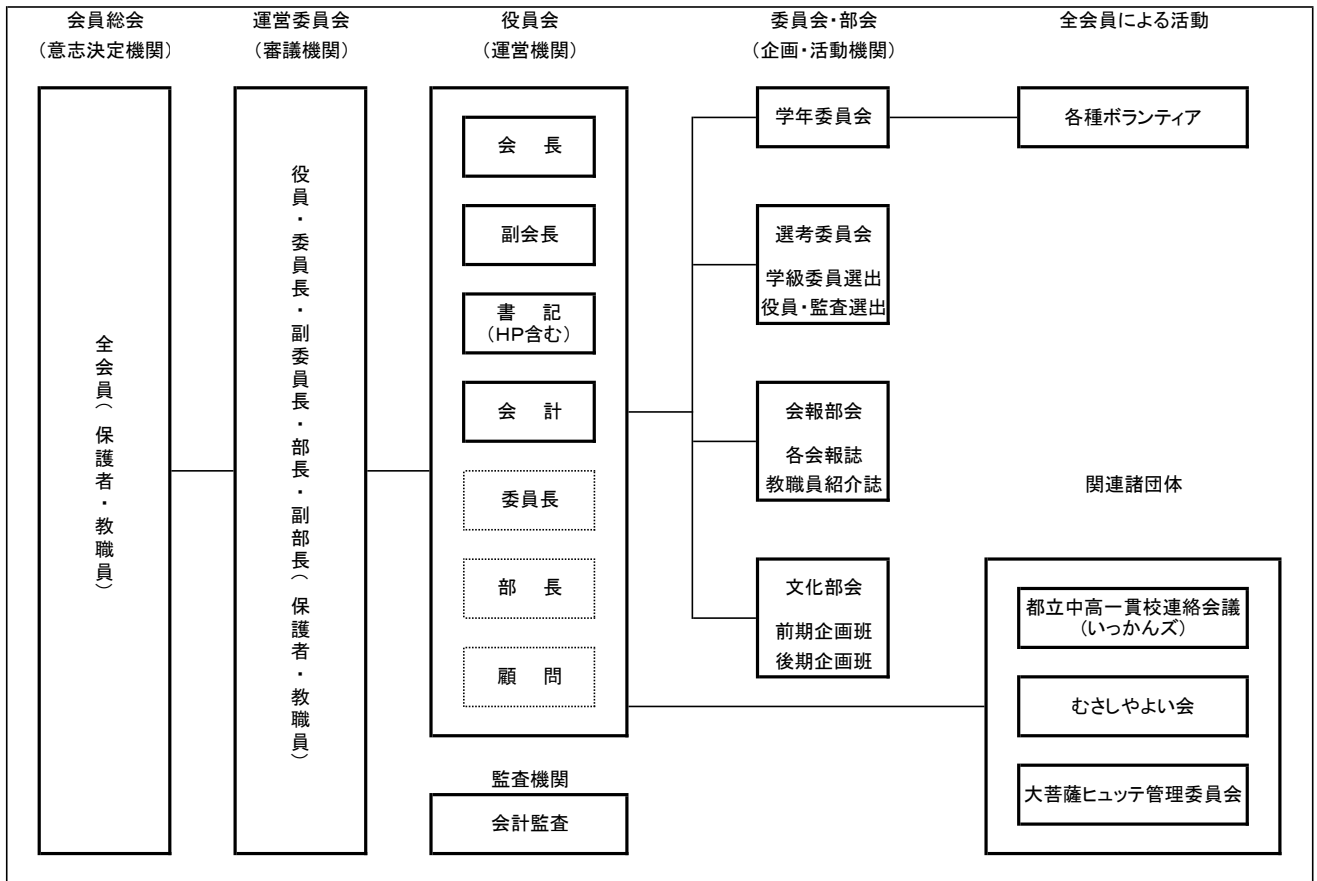 会員総会
（意志決定機関）
運営委員会
（審議機関）
役員会
（運営機関）
委員会・部会
（企画・活動機関）
全会員による活動
全会員（保護者・教職員）
役員・委員長・副委員長・部長・副部長（保護者・教職員）
会　長
副会長
書　記
（HP含む）
会　計
委員長
部　長
顧　問
監査機関
会計監査
学年委員会
選考委員会
学級委員選出
役員・監査選出
会報部会
各会報誌
教職員紹介誌
文化部会
前期企画班
後期企画班
各種ボランティア
関連諸団体
都立中高一貫校連絡会議
(いっかんズ)
むさしやよい会
大菩薩ヒュッテ管理委員会